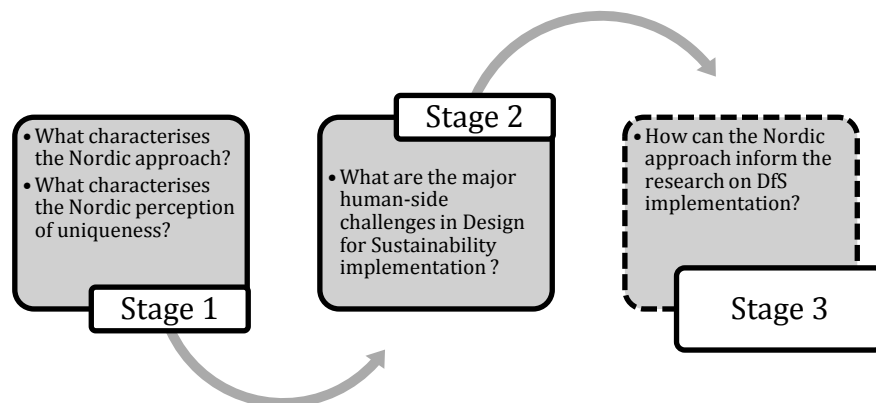 • What characterises
the Nordic approach?
• What characterises
the Nordic perception
of uniqueness?
Stage 1
Stage 2
• What are the major
human-side
challenges in Design
for Sustainability
implementation ?
• How can the Nordic
approach inform the
research on DfS
implementation?
Stage 3